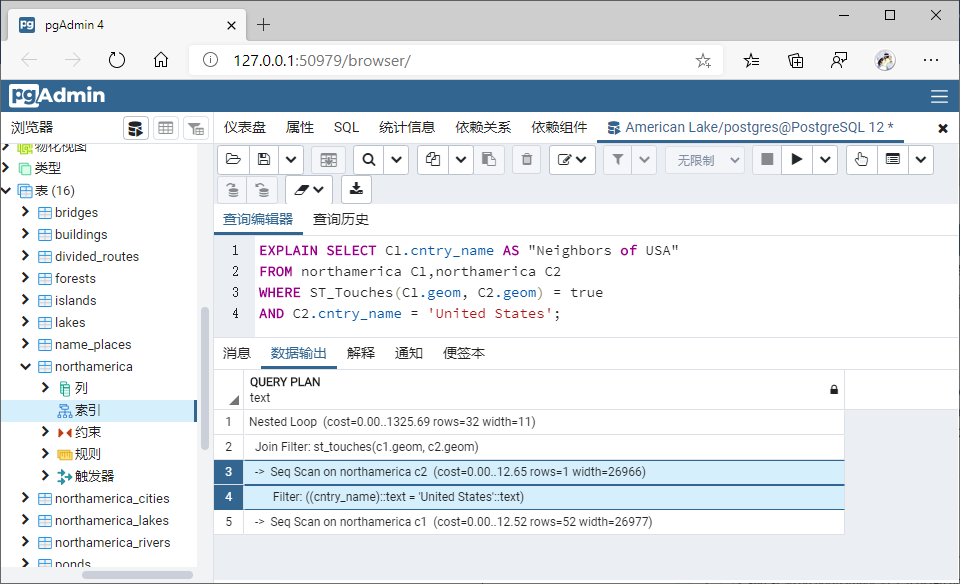 pgAdmin 4
127.0.0.1:50979/browser/
pgAdmin
浏览器
仪表盘 属性 SQL 统计信息 依赖关系 依赖组件 American Lake/postgres@PostgreSQL 12 *
物化视图
类型
表 (16)
bridges
buildings
divided_routes
forests
islands
lakes
name_places
northamerica
列
索引
约束
规则
触发器
northamerica_cities
northamerica_lakes
northamerica_rivers
ponds
无限制
查询编辑器 查询历史
1 EXPLAIN SELECT C1.cntry_name AS "Neighbors of USA"
2 FROM northamerica C1,northamerica C2
3 WHERE ST_Touches(C1.geom, C2.geom) = true
4 AND C2.cntry_name = 'United States';
消息 数据输出 解释 通知 便签本
QUERY PLAN
text
1 Nested Loop (cost=0.00..1325.69 rows=32 width=11)
2 Join Filter: st_touches(c1.geom, c2.geom)
3 -> Seq Scan on northamerica c2 (cost=0.00..12.65 rows=1 width=26966)
4 Filter: ((cntry_name)::text = 'United States'::text)
5 -> Seq Scan on northamerica c1 (cost=0.00..12.52 rows=52 width=26977)